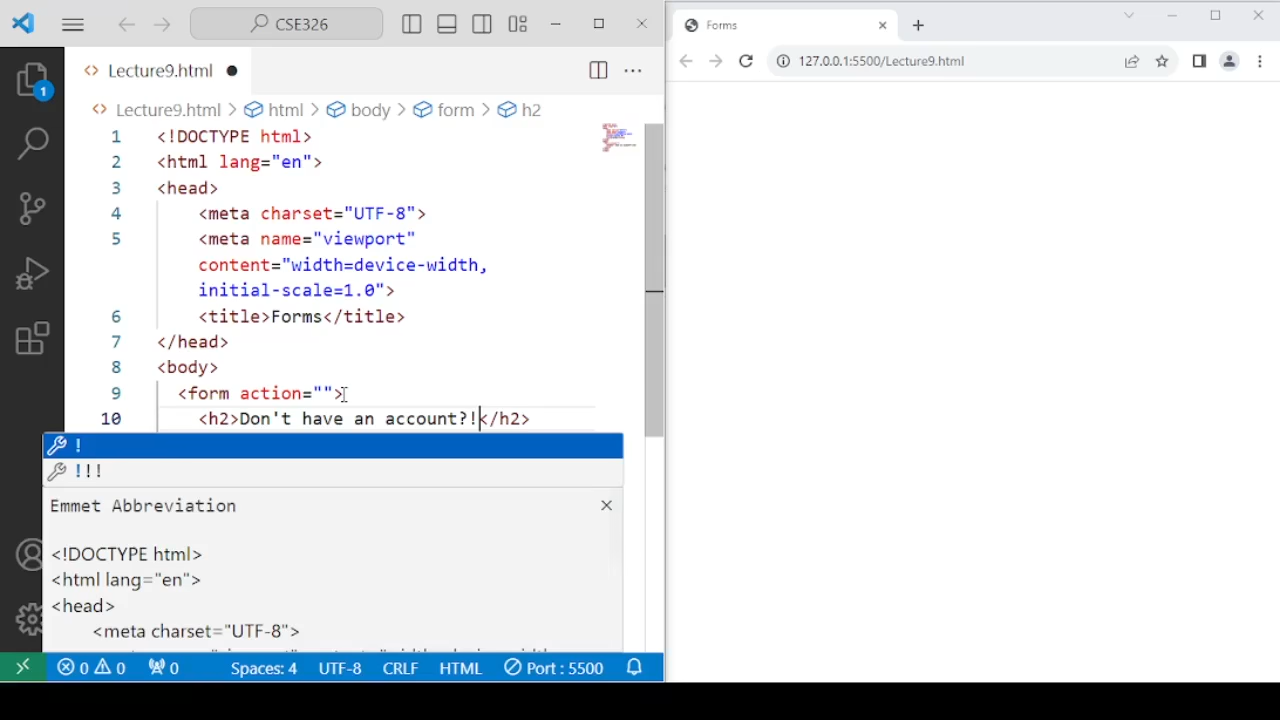 CSE326
Forms
Lecture9.html
127.0.0.1:5500/Lecture9.html
1
Lecture9.html > html > body > form > h2
1 <!DOCTYPE html>
2 <html lang="en">
3 <head>
4 <meta charset="UTF-8">
5 <meta name="viewport"
content="width=device-width,
initial-scale=1.0">
6 <title>Forms</title>
7 </head>
8 <body>
9 <form action="">
10 <h2>Don't have an account?!</h2>
!
!!!
Emmet Abbreviation
<!DOCTYPE html>
<html lang="en">
<head>
<meta charset="UTF-8">
0 0 0 Spaces: 4 UTF-8 CRLF HTML Port : 5500